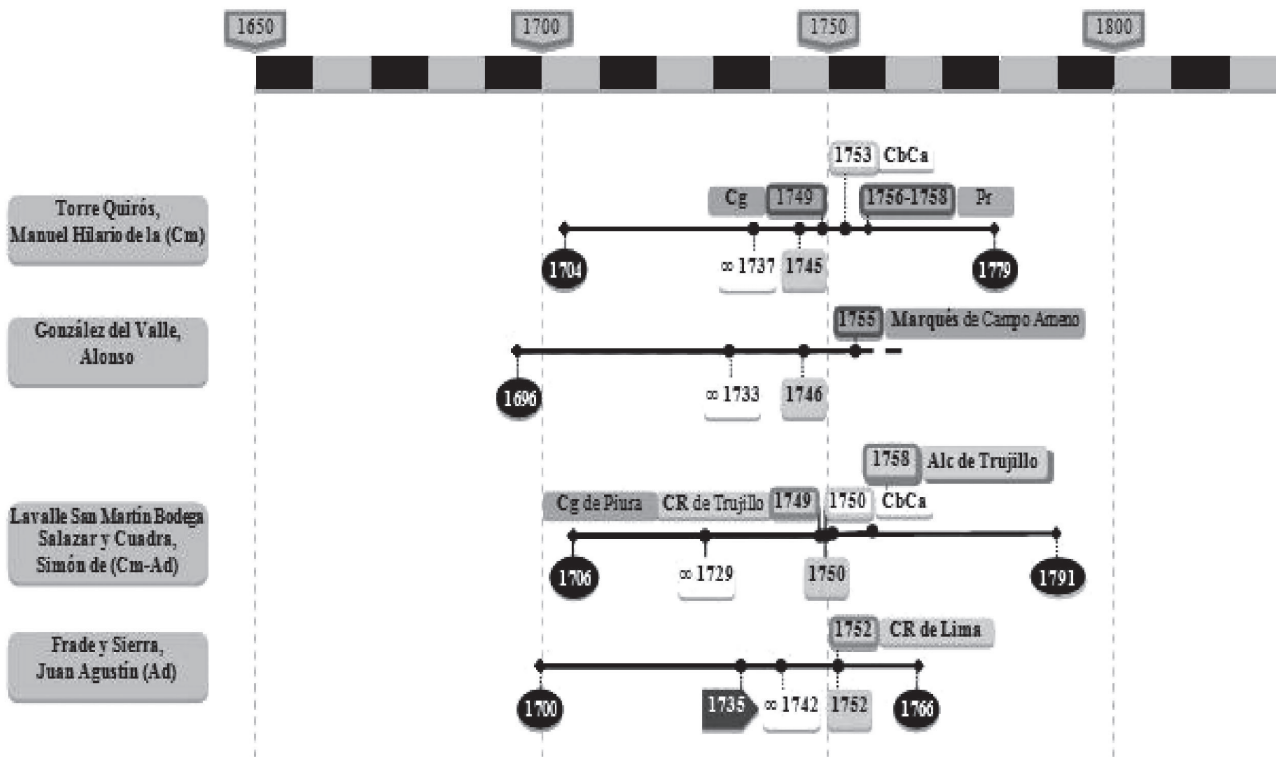 1650 1700 1750 1800
1753 CbCa
Cg 1749 1756-1758 Pr
Torre Quirós,
Manuel Hilario de la (Cm)
1704 ∞ 1737 1745 1779
1755 Marqués de Campo Ameno
González del Valle,
Alonso
1696 ∞ 1733 1746
1758 Alc de Trujillo
Cg de Piura CR de Trujillo 1749 1750 CbCa
Lavalle San Martín Bodega
Salazar y Cuadra,
Simón de (Cm-Ad)
1706 ∞ 1729 1750 1791
1752 CR de Lima
Frade y Sierra,
Juan Agustín (Ad)
1700 1735 ∞ 1742 1752 1766